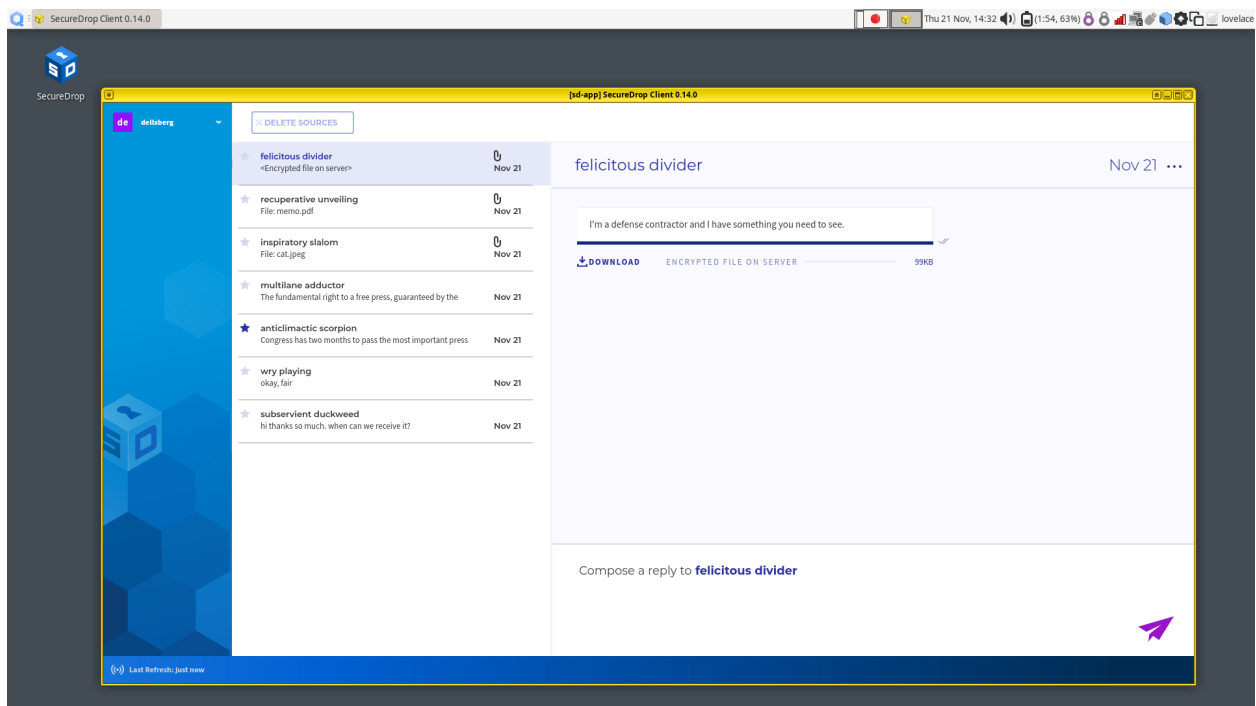 SecureDrop Client 0.14.0
Thu 21 Nov, 14:32
(1:54, 63%)
lovelace
SecureDrop
[sd-app] SecureDrop Client 0.14.0
de
dellsberg
DELETE SOURCES
felicitous divider
<Encrypted file on server>
Nov 21
recuperative unveiling
File: memo.pdf
Nov 21
inspiratory slalom
File: cat.jpeg
Nov 21
multilane adductor
The fundamental right to a free press, guaranteed by the
Nov 21
anticlimactic scorpion
Congress has two months to pass the most important press
Nov 21
wry playing
okay, fair
Nov 21
subservient duckweed
hi thanks so much. when can we receive it?
Nov 21
felicitous divider
Nov 21
I'm a defense contractor and I have something you need to see.
DOWNLOAD
ENCRYPTED FILE ON SERVER
99KB
Compose a reply to felicitous divider
SD
Last Refresh: just now